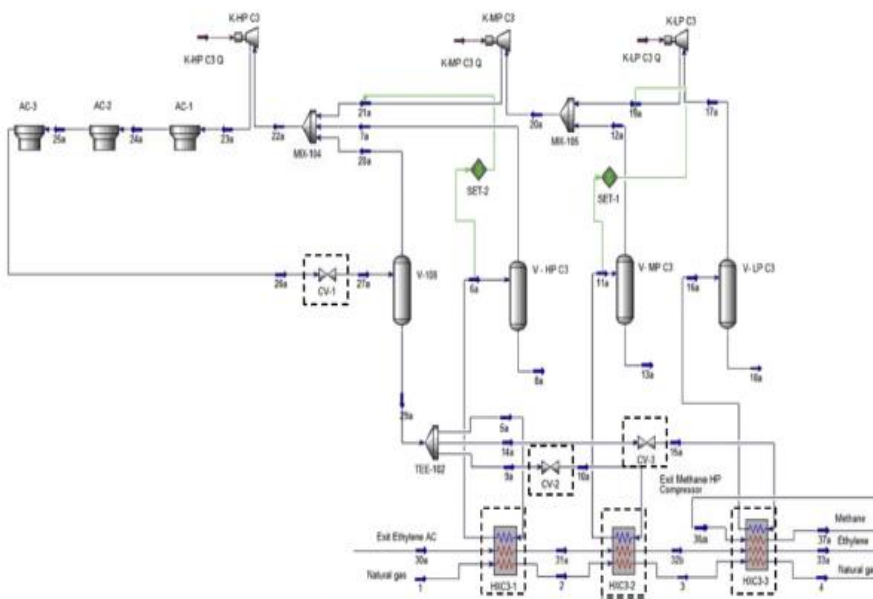 K-HP C3
K-MP C3
K-LP C3
K-HP C3 Q
K-MP C3 Q
K-LP C3 Q
AC-3
AC-2
AC-1
25a
24a
23a
22a
MIX-104
21a
7a
28a
20a
MIX-105
19a
12a
17a
SET-2
SET-1
26a
CV-1
27a
V-108
6a
V - HP C3
11a
V- MP C3
16a
V- LP C3
8a
13a
18a
29a
TEE-102
5a
14a
9a
CV-2
10a
CV-3
15a
Exit Methane HP
Compressor
36a
Methane
37a
Ethylene
33a
Natural gas
4
Exit Ethylene AC
30a
Natural gas
1
HXC3-1
31a
2
HXC3-2
32b
3
HXC3-3